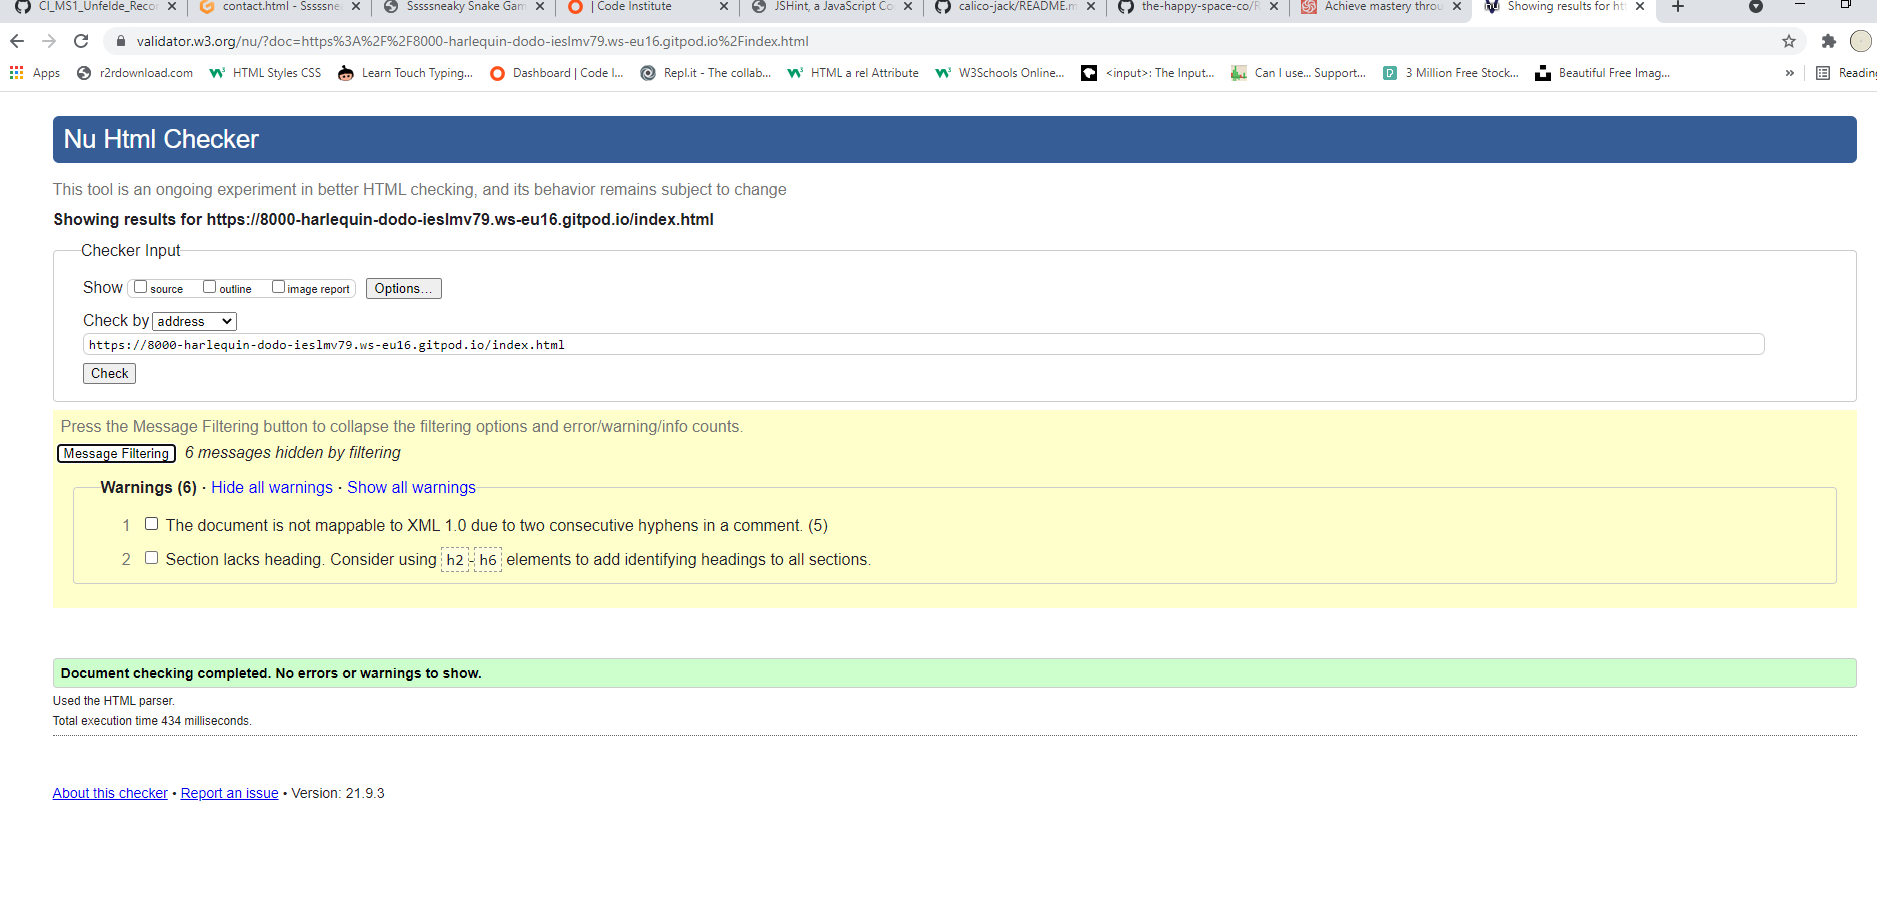 CI_MS1_Unfelde_Recor
contact.html - Sssssnea
Sssssneaky Snake Gam
| Code Institute
JSHint, a JavaScript Co
calico-jack/README.m
the-happy-space-co/R
Achieve mastery throu
Showing results for htt
validator.w3.org/nu/?doc=https%3A%2F%2F8000-harlequin-dodo-ieslmv79.ws-eu16.gitpod.io%2Findex.html
Apps r2rdownload.com HTML Styles CSS Learn Touch Typing... Dashboard | Code I... Repl.it - The collab... HTML a rel Attribute W3Schools Online... <input>: The Input... Can I use... Support... 3 Million Free Stock... Beautiful Free Imag... » Reading
Nu Html Checker
This tool is an ongoing experiment in better HTML checking, and its behavior remains subject to change
Showing results for https://8000-harlequin-dodo-ieslmv79.ws-eu16.gitpod.io/index.html
Checker Input
Show source outline image report Options...
Check by address
https://8000-harlequin-dodo-ieslmv79.ws-eu16.gitpod.io/index.html
Check
Press the Message Filtering button to collapse the filtering options and error/warning/info counts.
Message Filtering 6 messages hidden by filtering
Warnings (6) · Hide all warnings · Show all warnings
1 The document is not mappable to XML 1.0 due to two consecutive hyphens in a comment. (5)
2 Section lacks heading. Consider using h2-h6 elements to add identifying headings to all sections.
Document checking completed. No errors or warnings to show.
Used the HTML parser.
Total execution time 434 milliseconds.
About this checker • Report an issue • Version: 21.9.3